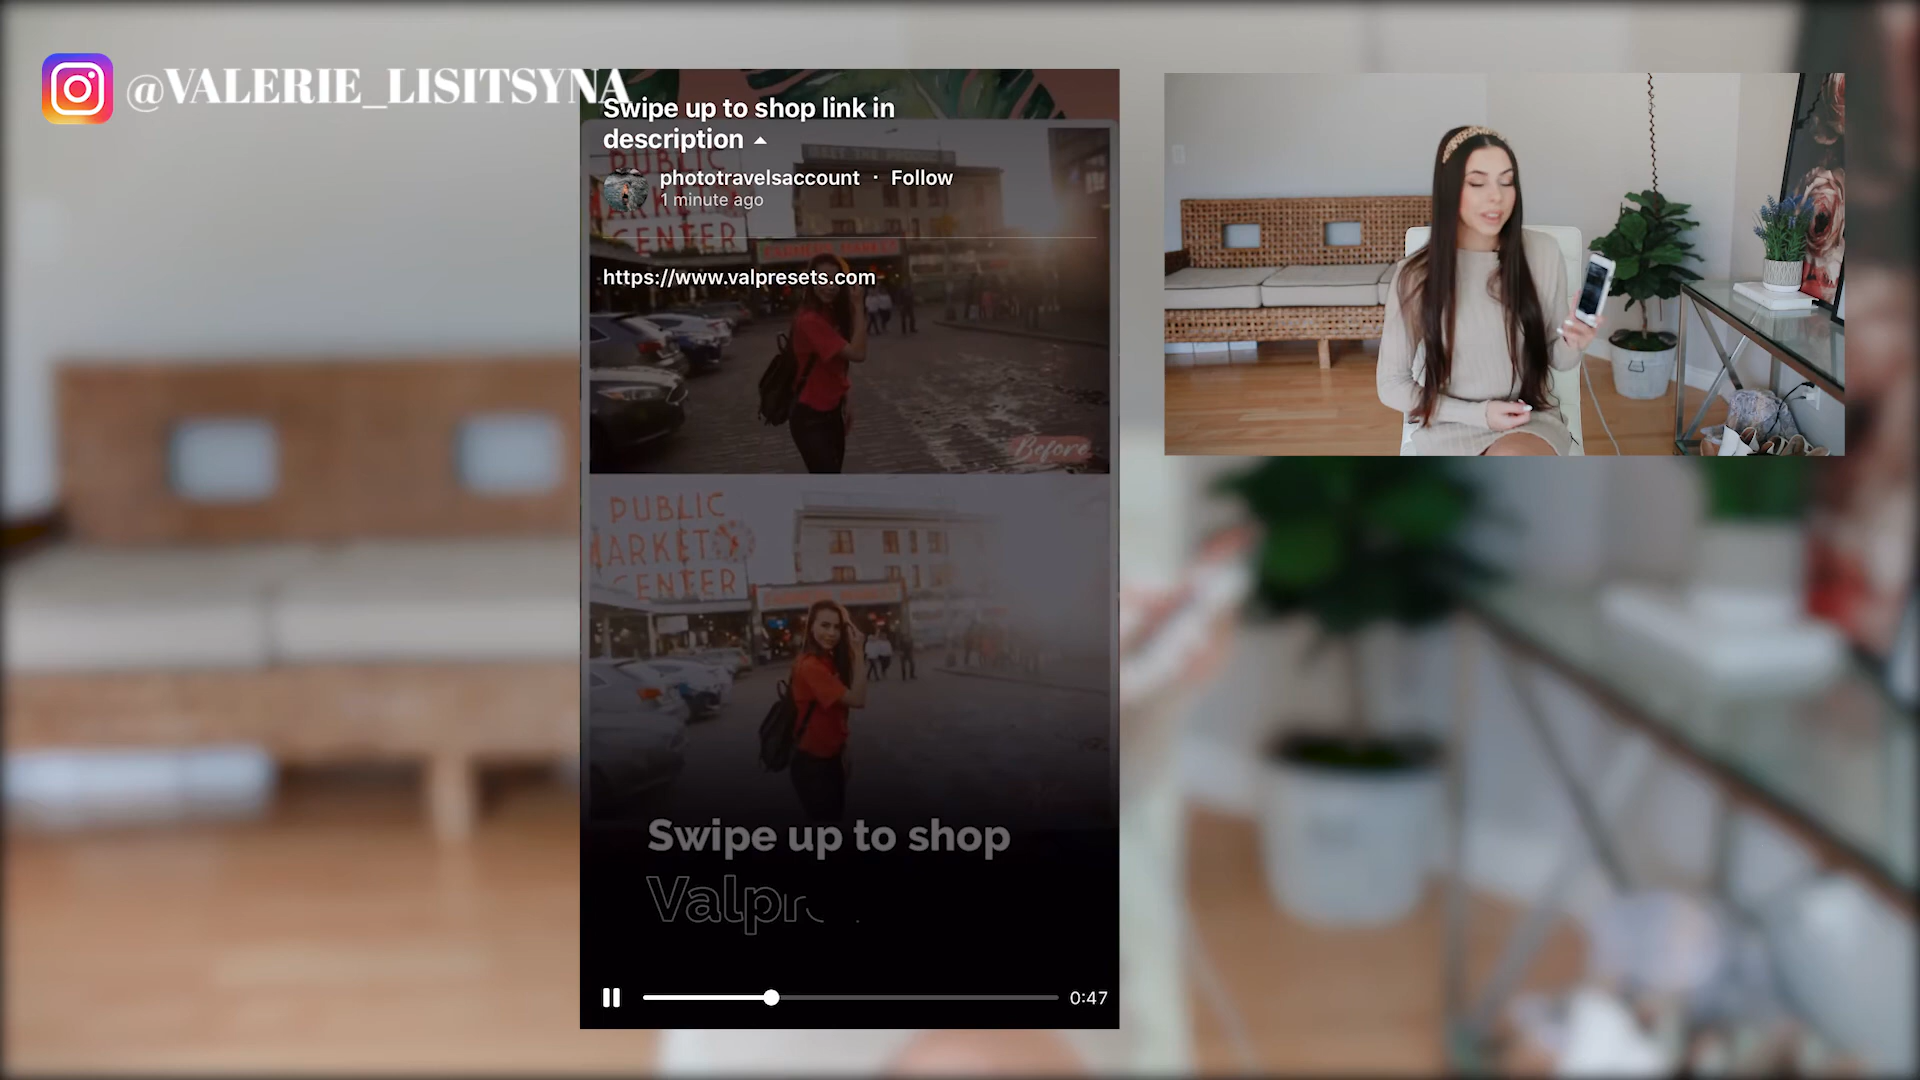 @VALERIE_LISITSYNA
Swipe up to shop link in
description
phototravelsaccount · Follow
1 minute ago
https://www.valpresets.com
PUBLIC
MARKET
CENTER
Before
PUBLIC
MARKET
CENTER
Swipe up to shop
Valpr
0:47